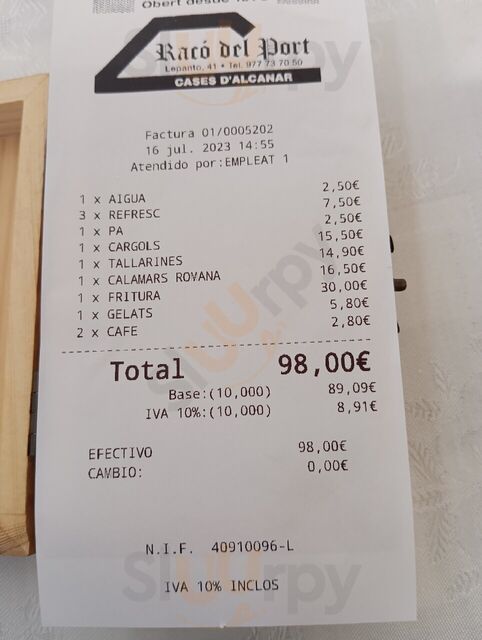 Obert desde
Racó del Port
Lepanto, 41 • Tel. 977 73 70 50
CASES D'ALCANAR
Factura 01/0005202
16 jul. 2023 14:55
Atendido por:EMPLEAT 1
1 x AIGUA 2,50€
3 x REFRESC 7,50€
1 x PA 2,50€
1 x CARGOLS 15,50€
1 x TALLARINES 14,90€
1 x CALAMARS ROMANA 16,50€
1 x FRITURA 30,00€
1 x GELATS 5,80€
2 x CAFE 2,80€
Total 98,00€
Base:(10,000) 89,09€
IVA 10%:(10,000) 8,91€
EFECTIVO 98,00€
CAMBIO: 0,00€
N.I.F. 40910096-L
IVA 10% INCLOS
Sluurpy
Sluurpy
Sluurpy